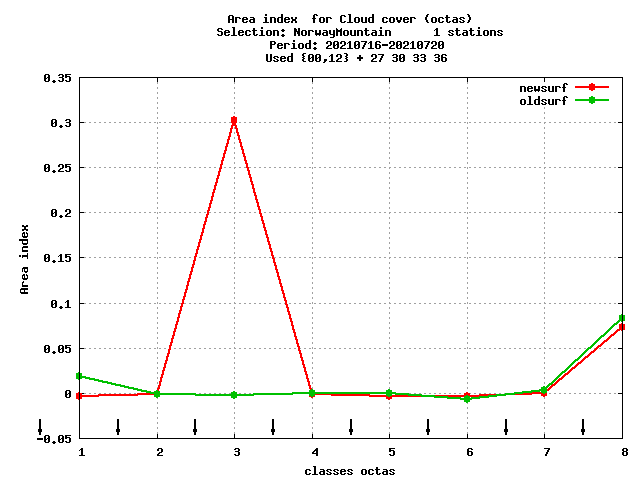 Area index  for Cloud cover (octas)
Selection: NorwayMountain      1 stations
Period: 20210716-20210720
Used {00,12} + 27 30 33 36
newsurf
oldsurf
0.35
0.3
0.25
0.2
0.15
0.1
0.05
0
-0.05
Area index
1 2 3 4 5 6 7 8
classes octas